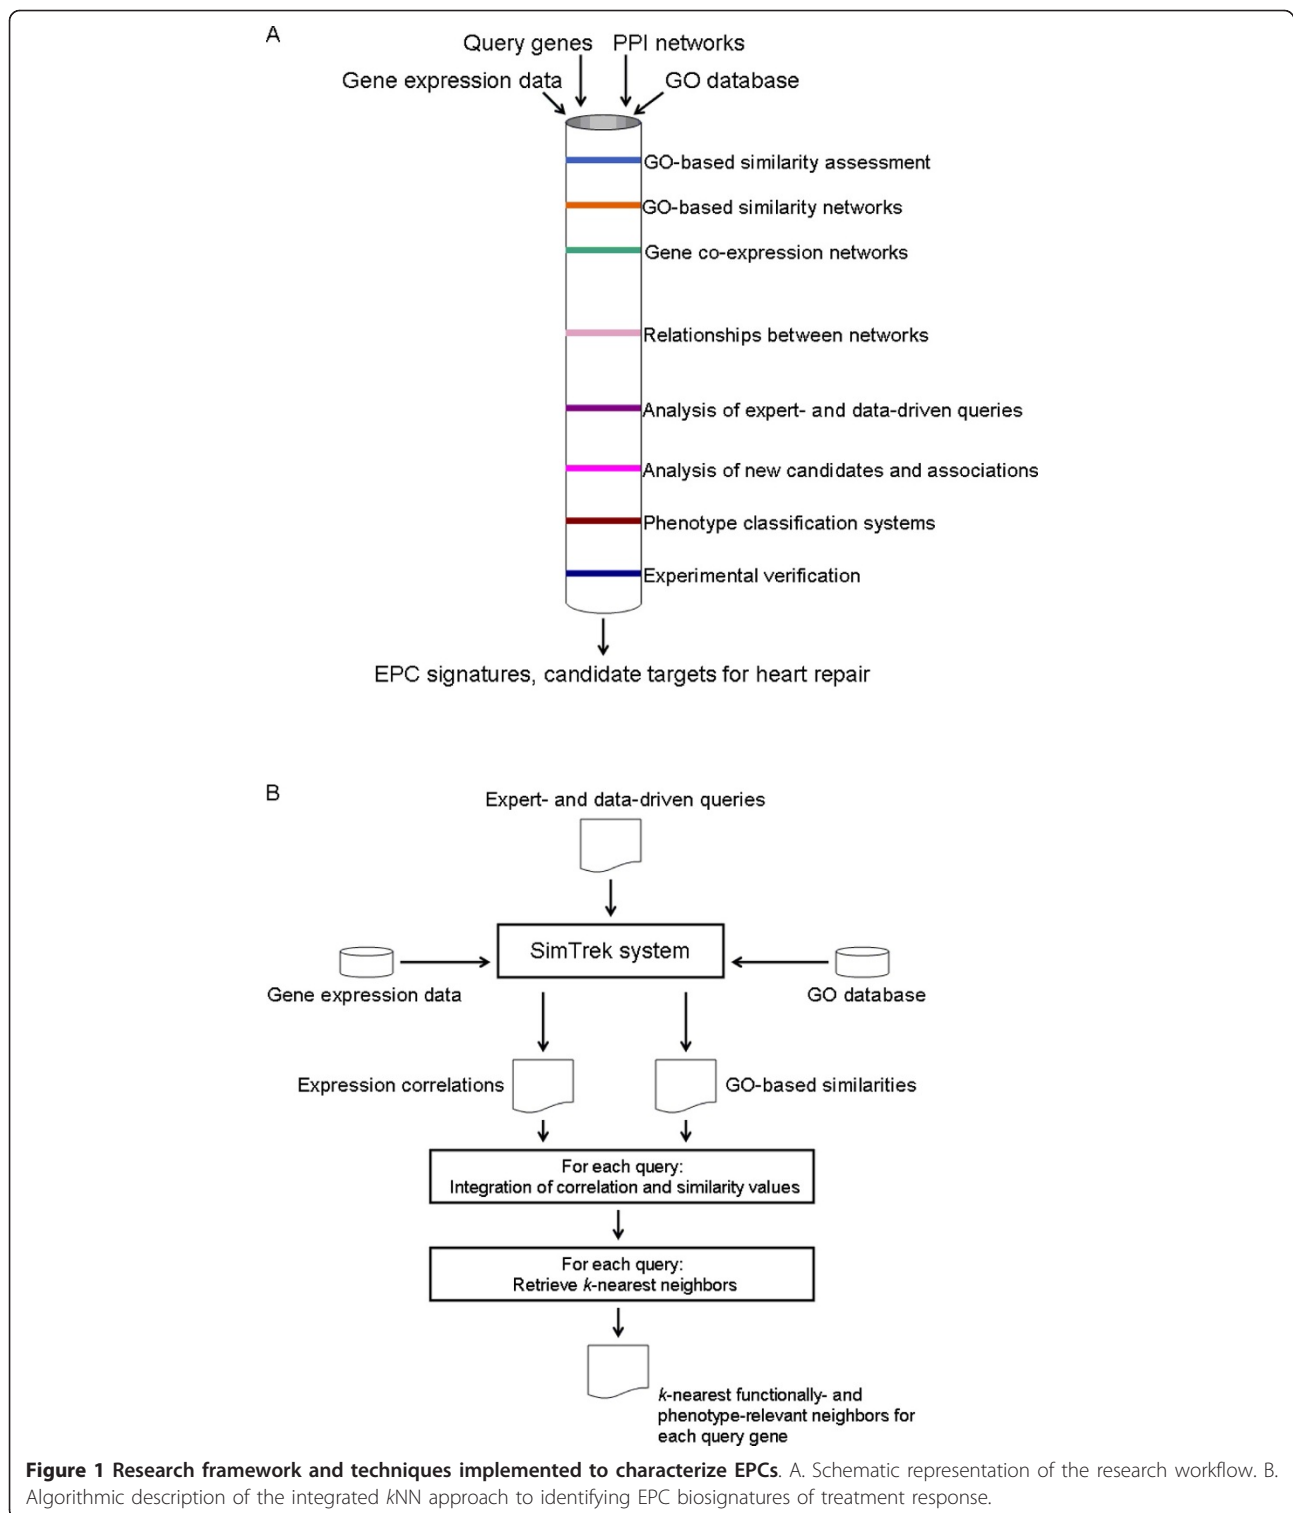 A
Query genes PPI networks
Gene expression data GO database
GO-based similarity assessment
GO-based similarity networks
Gene co-expression networks
Relationships between networks
Analysis of expert- and data-driven queries
Analysis of new candidates and associations
Phenotype classification systems
Experimental verification
EPC signatures, candidate targets for heart repair
B
Expert- and data-driven queries
SimTrek system
Gene expression data GO database
Expression correlations GO-based similarities
For each query:
Integration of correlation and similarity values
For each query:
Retrieve k-nearest neighbors
k-nearest functionally- and
phenotype-relevant neighbors for
each query gene
Figure 1 Research framework and techniques implemented to characterize EPCs. A. Schematic representation of the research workflow. B.
Algorithmic description of the integrated kNN approach to identifying EPC biosignatures of treatment response.